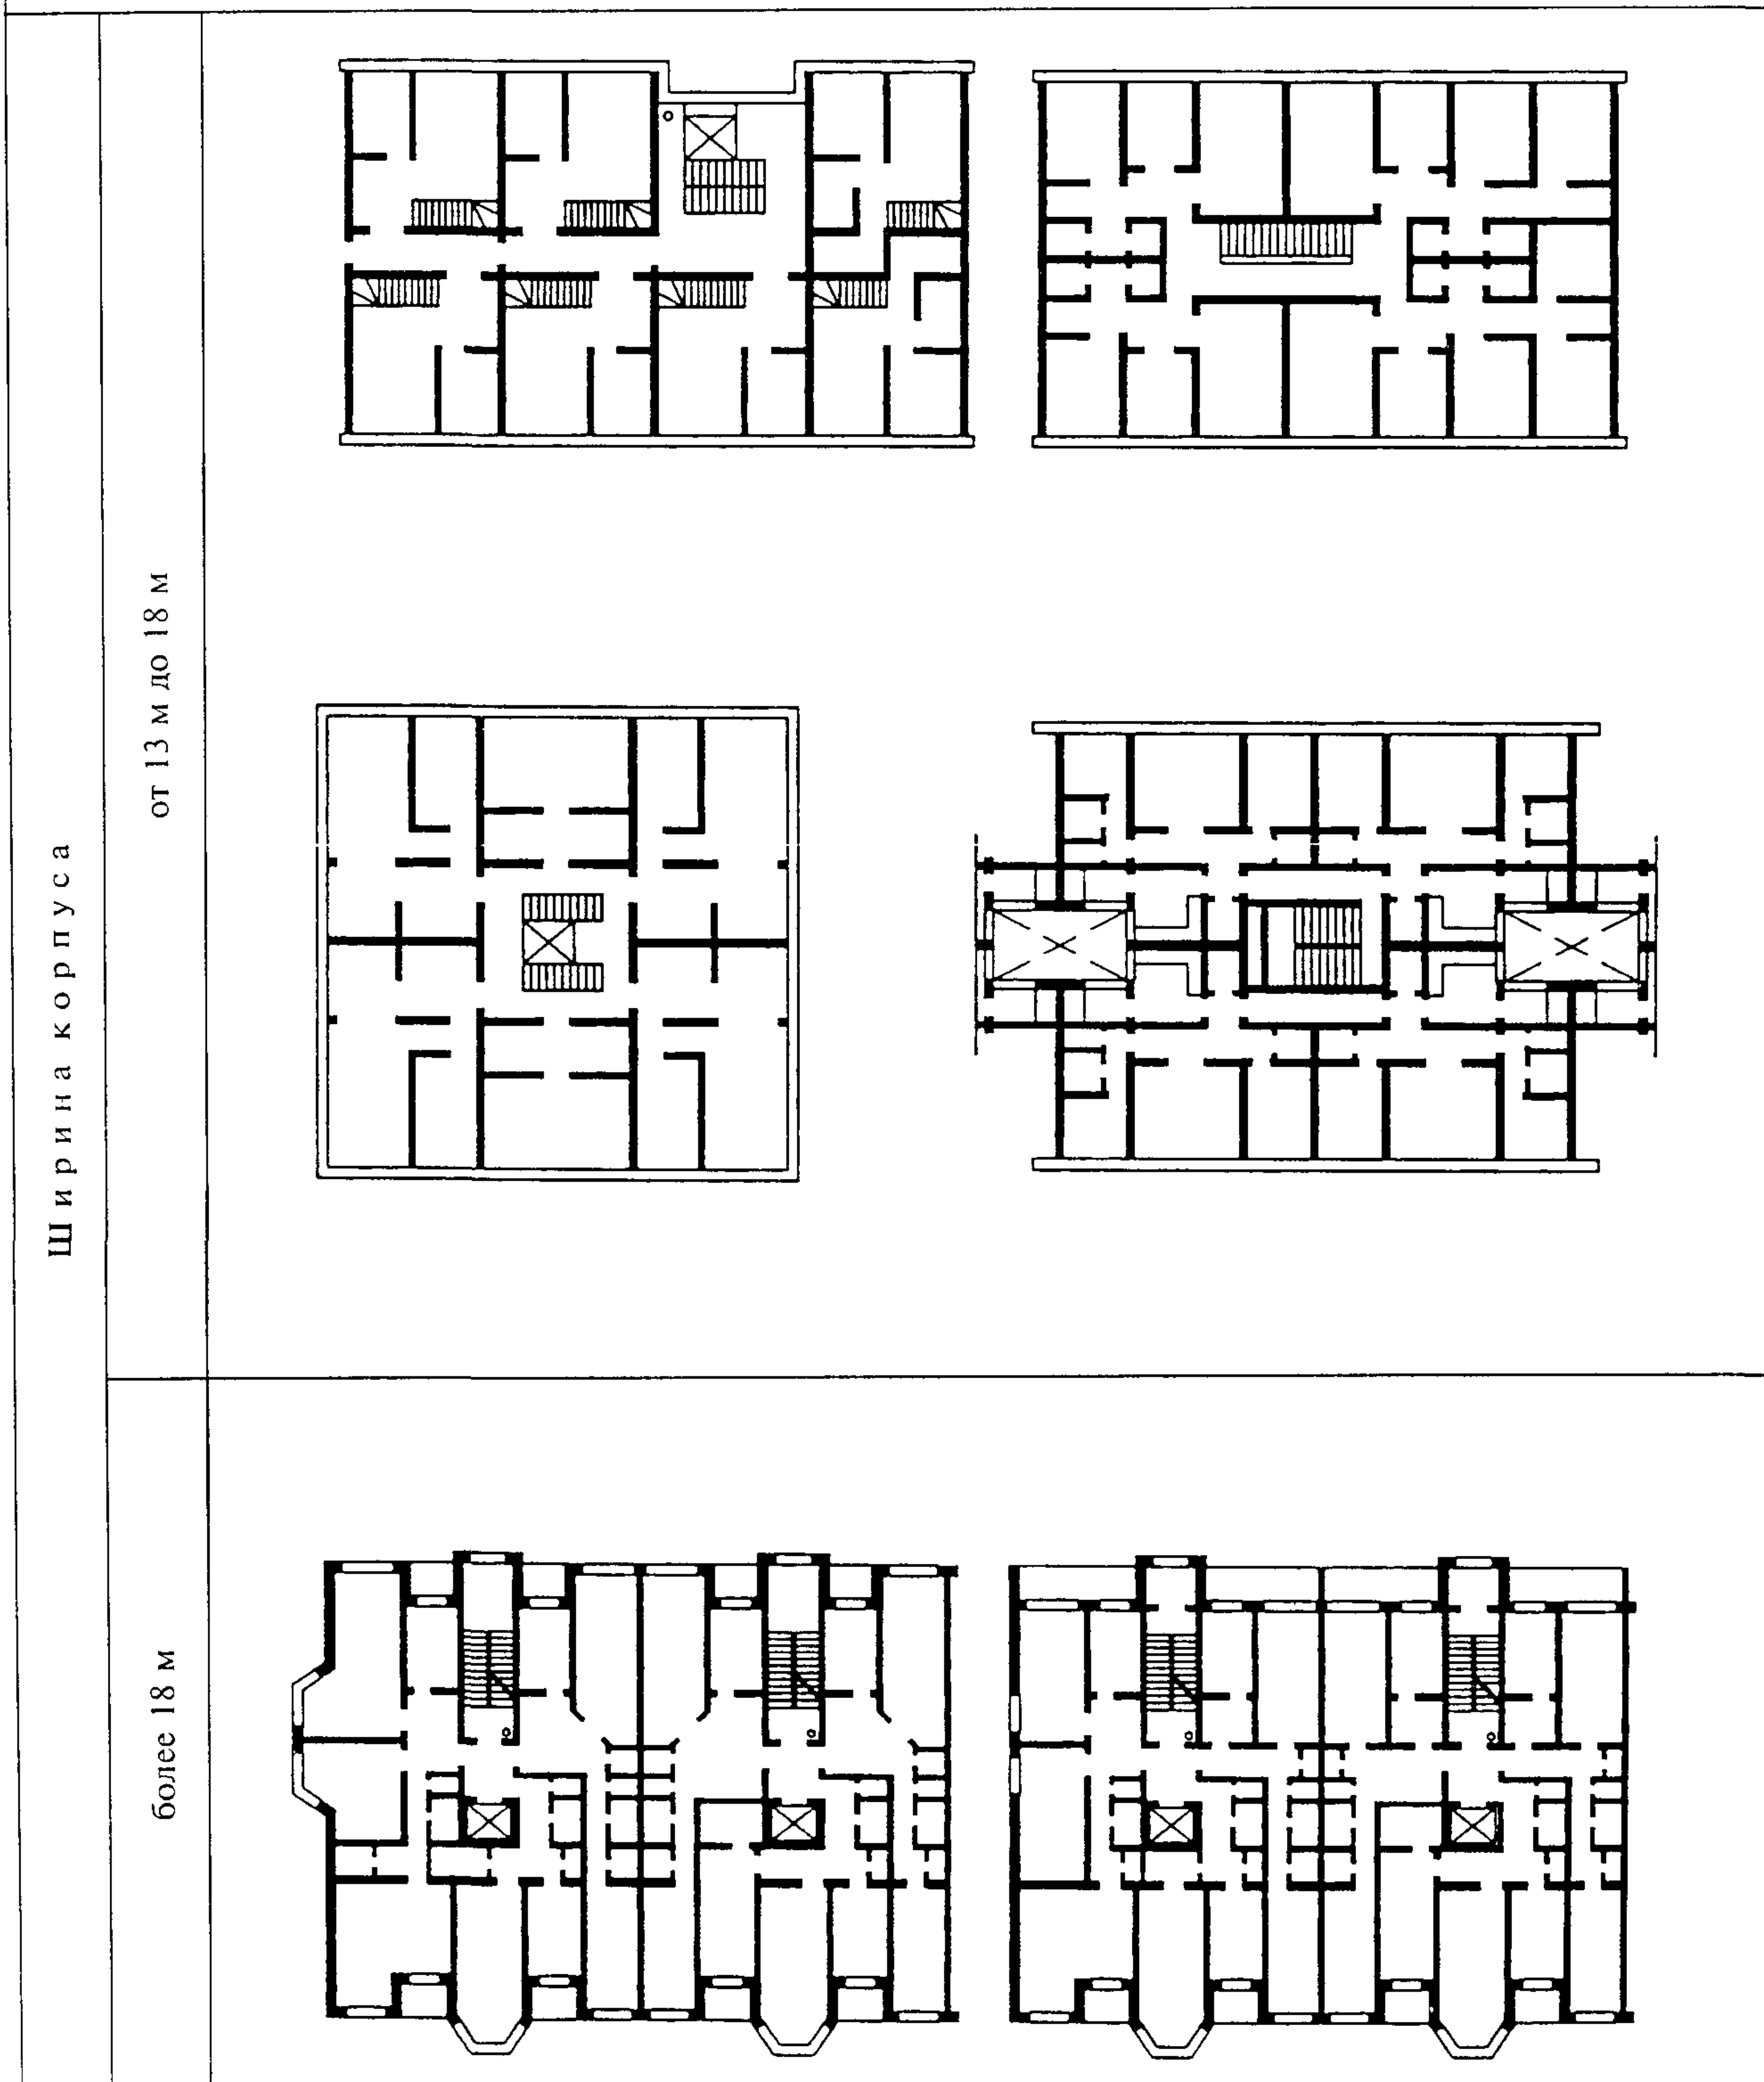 Ширина корпуса
от 13 м до 18 м
более 18 м